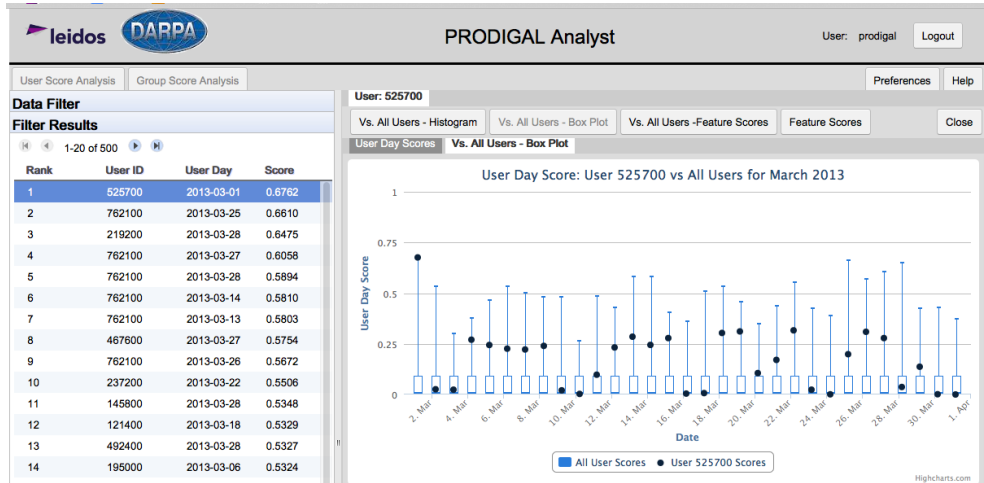 leidos DARPA PRODIGAL Analyst User: prodigal Logout
User Score Analysis Group Score Analysis Preferences Help
Data Filter
Filter Results
1-20 of 500
Rank User ID User Day Score
1 525700 2013-03-01 0.6762
2 762100 2013-03-25 0.6610
3 219200 2013-03-28 0.6475
4 762100 2013-03-27 0.6058
5 762100 2013-03-28 0.5894
6 762100 2013-03-14 0.5810
7 762100 2013-03-13 0.5803
8 467600 2013-03-27 0.5754
9 762100 2013-03-26 0.5672
10 237200 2013-03-22 0.5506
11 145800 2013-03-28 0.5348
12 121400 2013-03-18 0.5329
13 492400 2013-03-28 0.5327
14 195000 2013-03-06 0.5324
User: 525700
Vs. All Users - Histogram Vs. All Users - Box Plot Vs. All Users -Feature Scores Feature Scores Close
User Day Scores Vs. All Users - Box Plot
User Day Score: User 525700 vs All Users for March 2013
User Day Score
1
0.75
0.5
0.25
0
2. Mar 4. Mar 6. Mar 8. Mar 10. Mar 12. Mar 14. Mar 16. Mar 18. Mar 20. Mar 22. Mar 24. Mar 26. Mar 28. Mar 30. Mar 1. Apr
Date
All User Scores User 525700 Scores
Highcharts.com